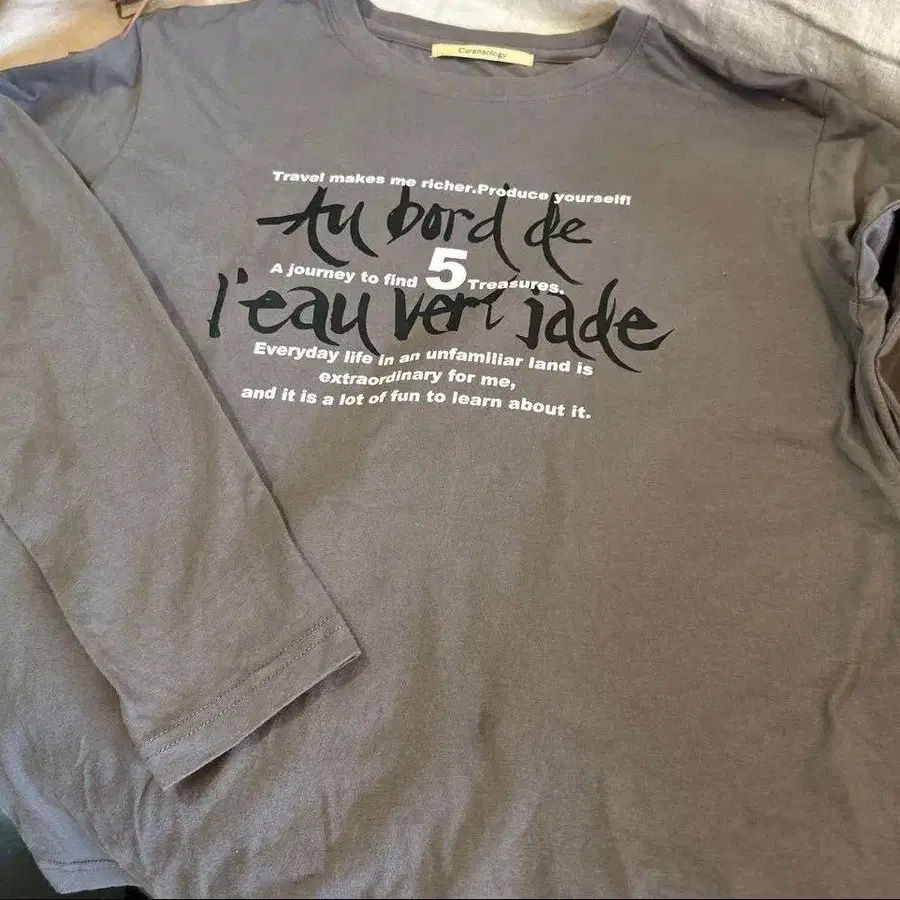 Carensology
Travel makes me richer.Produce yourself!
Au bord de
A journey to find 5 Treasures.
l'eau vert jade
Everyday life in an unfamiliar land is
extraordinary for me,
and it is a lot of fun to learn about it.